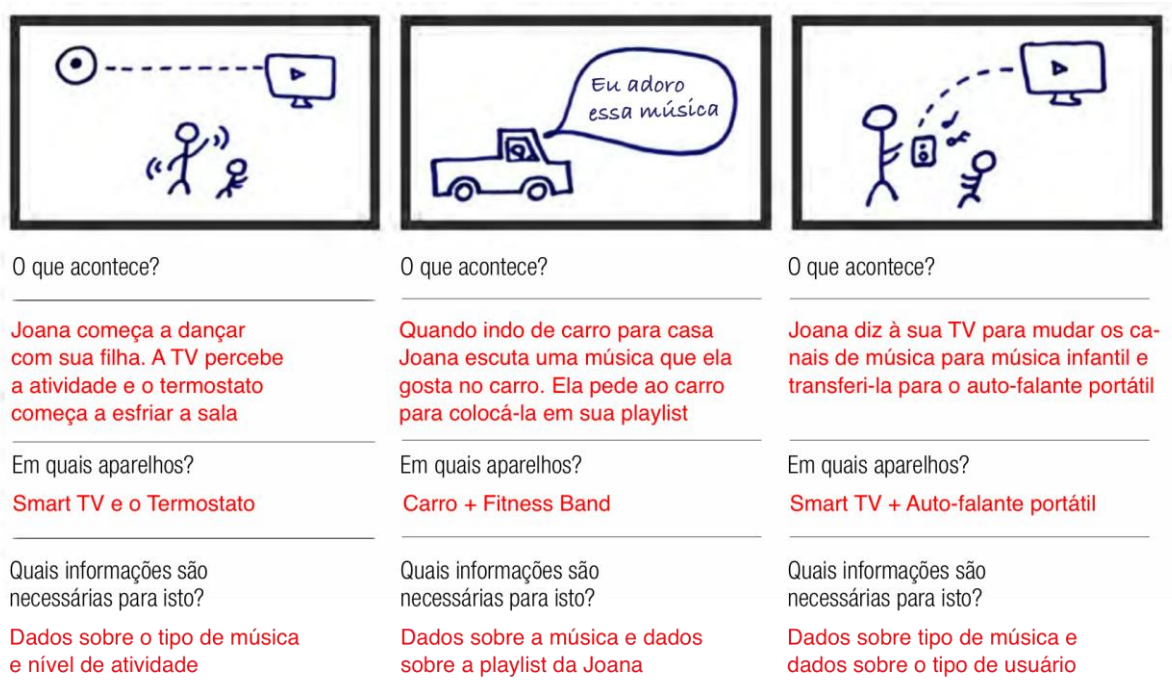 Eu adoro
essa música
O que acontece?
Joana começa a dançar
com sua filha. A TV percebe
a atividade e o termostato
começa a esfriar a sala
Em quais aparelhos?
Smart TV e o Termostato
Quais informações são
necessárias para isto?
Dados sobre o tipo de música
e nível de atividade
O que acontece?
Quando indo de carro para casa
Joana escuta uma música que ela
gosta no carro. Ela pede ao carro
para colocá-la em sua playlist
Em quais aparelhos?
Carro + Fitness Band
Quais informações são
necessárias para isto?
Dados sobre a música e dados
sobre a playlist da Joana
O que acontece?
Joana diz à sua TV para mudar os ca-
nais de música para música infantil e
transferi-la para o auto-falante portátil
Em quais aparelhos?
Smart TV + Auto-falante portátil
Quais informações são
necessárias para isto?
Dados sobre tipo de música e
dados sobre o tipo de usuário